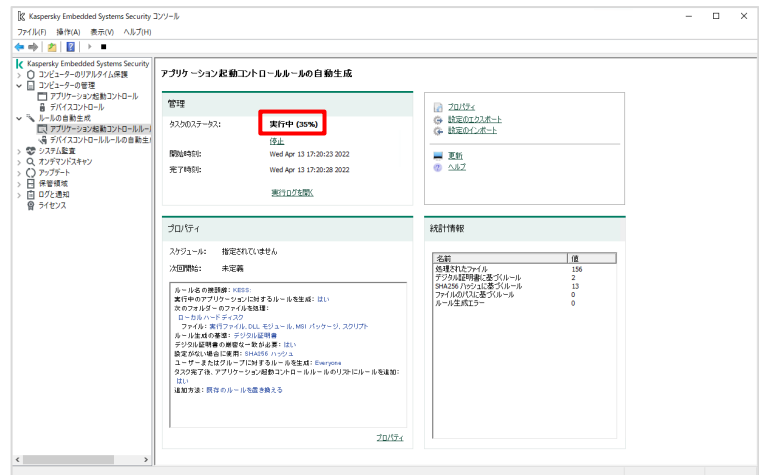 Kaspersky Embedded Systems Security コンソール
ファイル(F) 操作(A) 表示(V) ヘルプ(H)
Kaspersky Embedded Systems Security
コンピューターのリアルタイム保護
コンピューターの管理
アプリケーション起動コントロール
デバイスコントロール
ルールの自動生成
アプリケーション起動コントロールルー
デバイスコントロールルールの自動生
システム監査
オンデマンドスキャン
アップデート
保管領域
ログと通知
ライセンス
アプリケーション起動コントロールルールの自動生成
管理
タスクのステータス: 実行中 (35%)
停止
開始時刻: Wed Apr 13 17:20:23 2022
完了時刻: Wed Apr 13 17:20:28 2022
実行ログを開く
プロパティ
設定のエクスポート
設定のインポート
更新
ヘルプ
プロパティ
スケジュール: 指定されていません
次回開始: 未定義
ルール名の接頭辞: KESS:
実行中のアプリケーションに対するルールを生成: はい
次のフォルダーのファイルを処理:
ローカル ハード ディスク
ファイル: 実行ファイル, DLL モジュール, MSI パッケージ, スクリプト
ルール生成の基準: デジタル証明書
デジタル証明書の厳密な一致が必要: はい
設定がない場合に使用: SHA256 ハッシュ
ユーザーまたはグループに対するルールを生成: Everyone
タスク完了後、アプリケーション起動コントロールルールのリストにルールを追加:
はい
追加方法: 既存のルールを置き換える
プロパティ
統計情報
名前 値
処理されたファイル 156
デジタル証明書に基づくルール 2
SHA256 ハッシュに基づくルール 13
ファイルのパスに基づくルール 0
ルール生成エラー 0